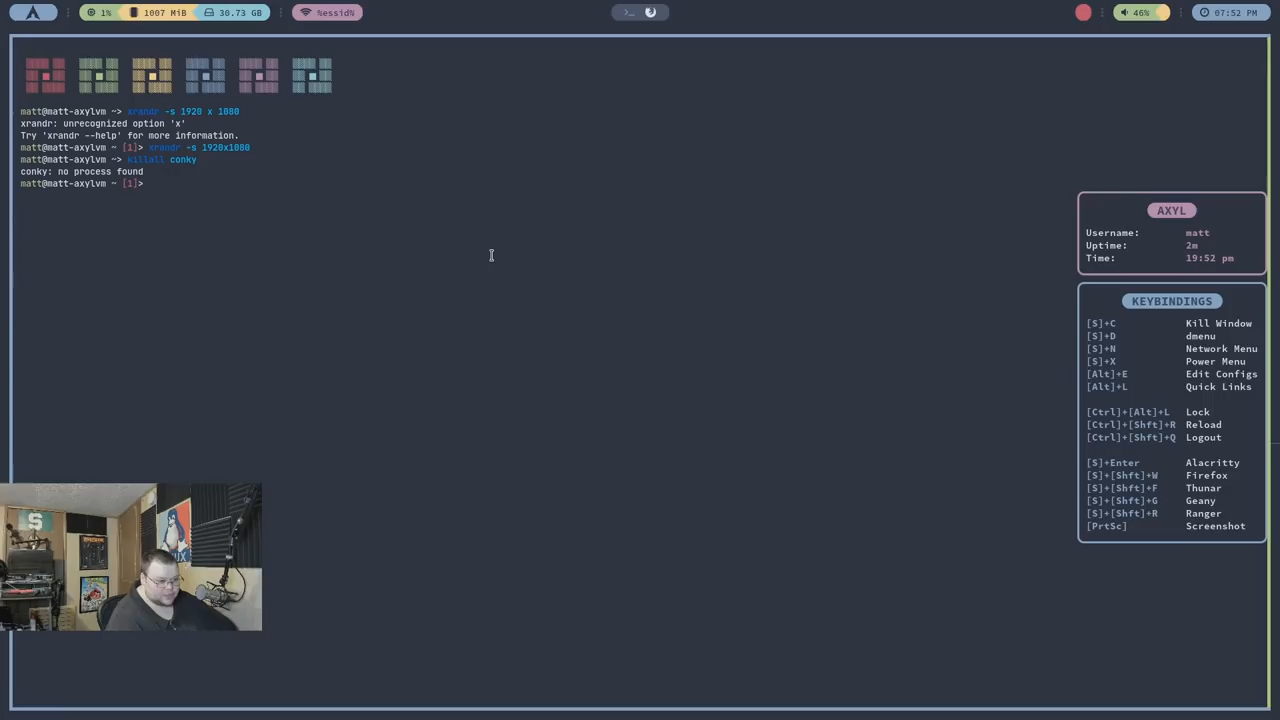 1%
1007 MiB
30.73 GB
%essid%
>_
46%
07:52 PM
matt@matt-axylvm ~> xrandr -s 1920 x 1080
xrandr: unrecognized option 'x'
Try 'xrandr --help' for more information.
matt@matt-axylvm ~ [1]> xrandr -s 1920x1080
matt@matt-axylvm ~> killall conky
conky: no process found
matt@matt-axylvm ~ [1]>
AXYL
Username: matt
Uptime: 2m
Time: 19:52 pm
KEYBINDINGS
[S]+C Kill Window
[S]+D dmenu
[S]+N Network Menu
[S]+X Power Menu
[Alt]+E Edit Configs
[Alt]+L Quick Links
[Ctrl]+[Alt]+L Lock
[Ctrl]+[Shft]+R Reload
[Ctrl]+[Shft]+Q Logout
[S]+Enter Alacritty
[S]+[Shft]+W Firefox
[S]+[Shft]+F Thunar
[S]+[Shft]+G Geany
[S]+[Shft]+R Ranger
[PrtSc] Screenshot